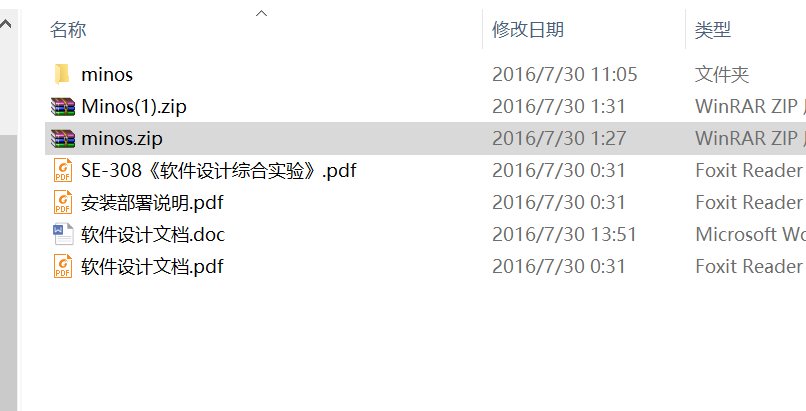 名称 修改日期 类型
minos 2016/7/30 11:05 文件夹
Minos(1).zip 2016/7/30 1:31 WinRAR ZIP
minos.zip 2016/7/30 1:27 WinRAR ZIP
SE-308《软件设计综合实验》.pdf 2016/7/30 0:31 Foxit Reader
安装部署说明.pdf 2016/7/30 0:31 Foxit Reader
软件设计文档.doc 2016/7/30 13:51 Microsoft Wo
软件设计文档.pdf 2016/7/30 0:31 Foxit Reader